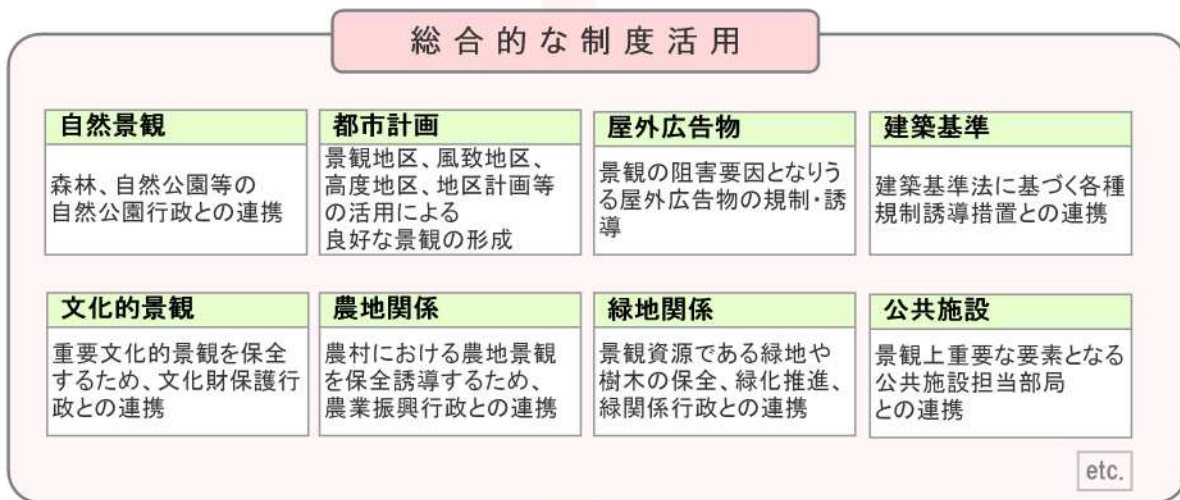 総合的な制度活用
自然景観
森林、自然公園等の
自然公園行政との連携
都市計画
景観地区、風致地区、
高度地区、地区計画等
の活用による
良好な景観の形成
屋外広告物
景観の阻害要因となりう
る屋外広告物の規制・誘
導
建築基準
建築基準法に基づく各種
規制誘導措置との連携
文化的景観
重要文化的景観を保全
するため、文化財保護行
政との連携
農地関係
農村における農地景観
を保全誘導するため、
農業振興行政との連携
緑地関係
景観資源である緑地や
樹木の保全、緑化推進、
緑関係行政との連携
公共施設
景観上重要な要素となる
公共施設担当部局
との連携
etc.